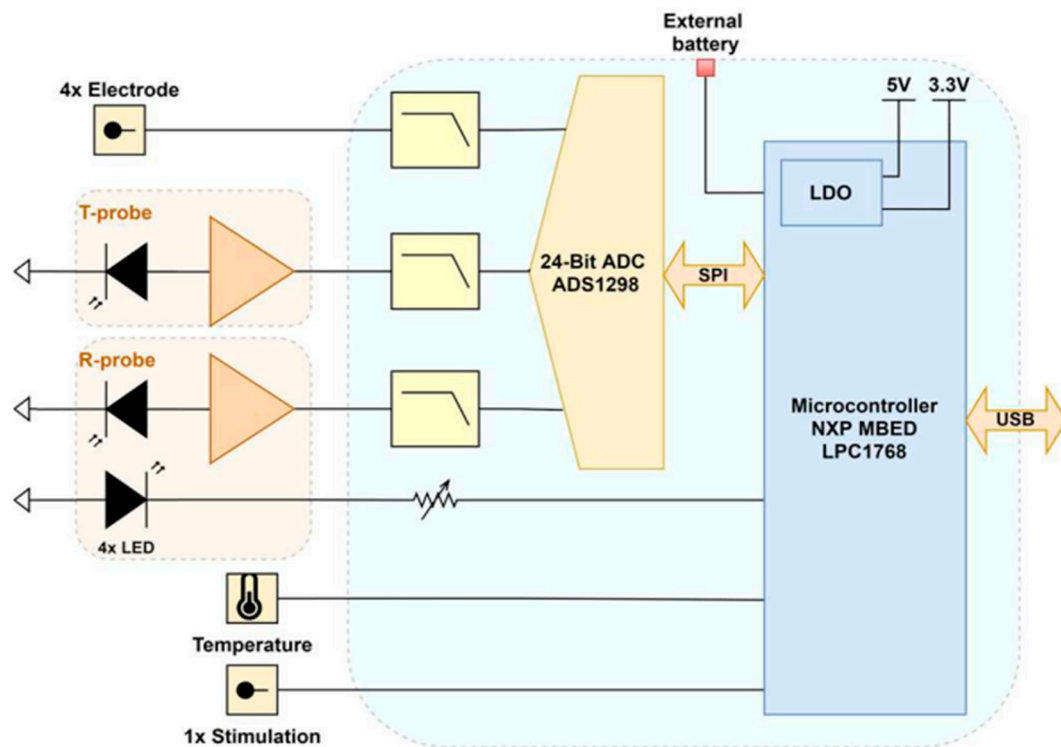 External
battery
4x Electrode
5V
3.3V
LDO
T-probe
24-Bit ADC
ADS1298
SPI
R-probe
Microcontroller
NXP MBED
LPC1768
USB
4x LED
Temperature
1x Stimulation